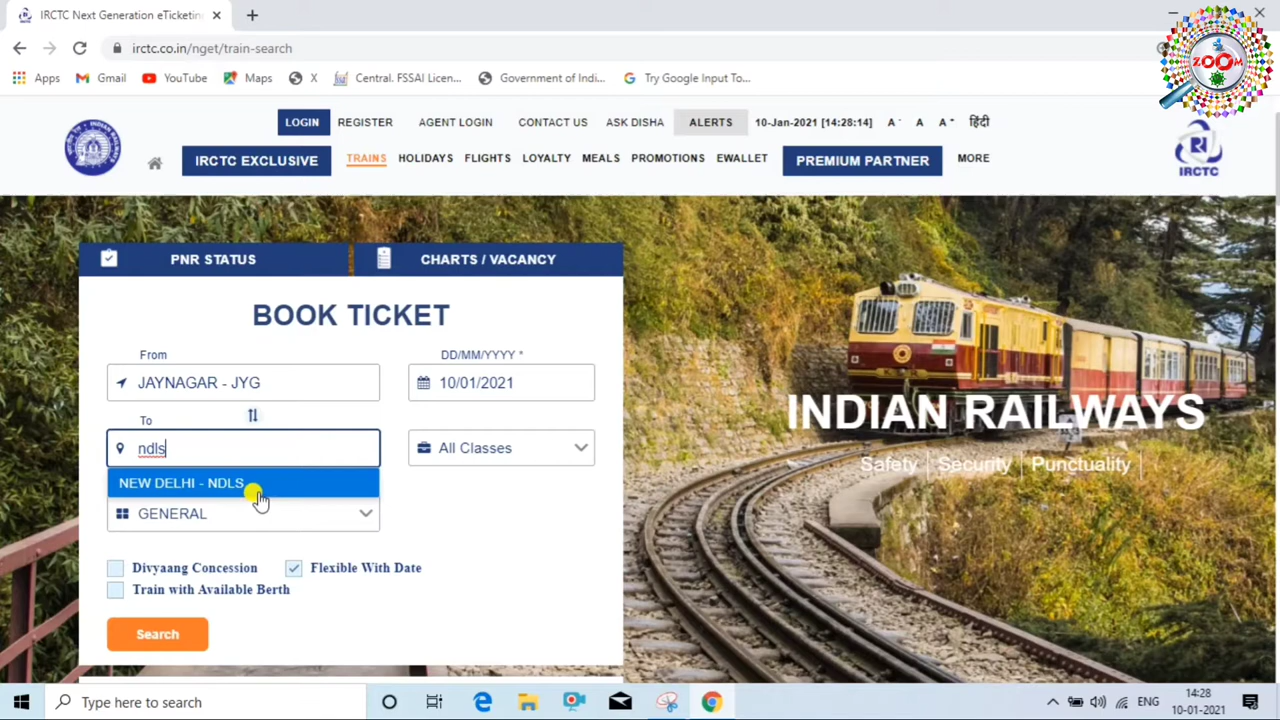 IRCTC Next Generation eTicketing
irctc.co.in/nget/train-search
Apps Gmail YouTube Maps X Central. FSSAI Licen... Government of Indi... Try Google Input To...
ZOOM
LOGIN REGISTER AGENT LOGIN CONTACT US ASK DISHA ALERTS 10-Jan-2021 [14:28:14] A- A A+ हिंदी
IRCTC EXCLUSIVE TRAINS HOLIDAYS FLIGHTS LOYALTY MEALS PROMOTIONS EWALLET PREMIUM PARTNER MORE
IRCTC
PNR STATUS
CHARTS / VACANCY
BOOK TICKET
From
DD/MM/YYYY *
JAYNAGAR - JYG
10/01/2021
To
ndls
All Classes
NEW DELHI - NDLS
GENERAL
Divyaang Concession
Flexible With Date
Train with Available Berth
Search
INDIAN RAILWAYS
Safety | Security | Punctuality |
Type here to search
ENG
14:28
10-01-2021